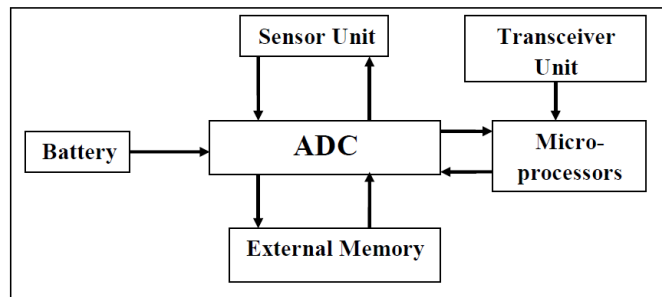 Sensor Unit
Transceiver
Unit
Battery
ADC
Micro-
processors
External Memory